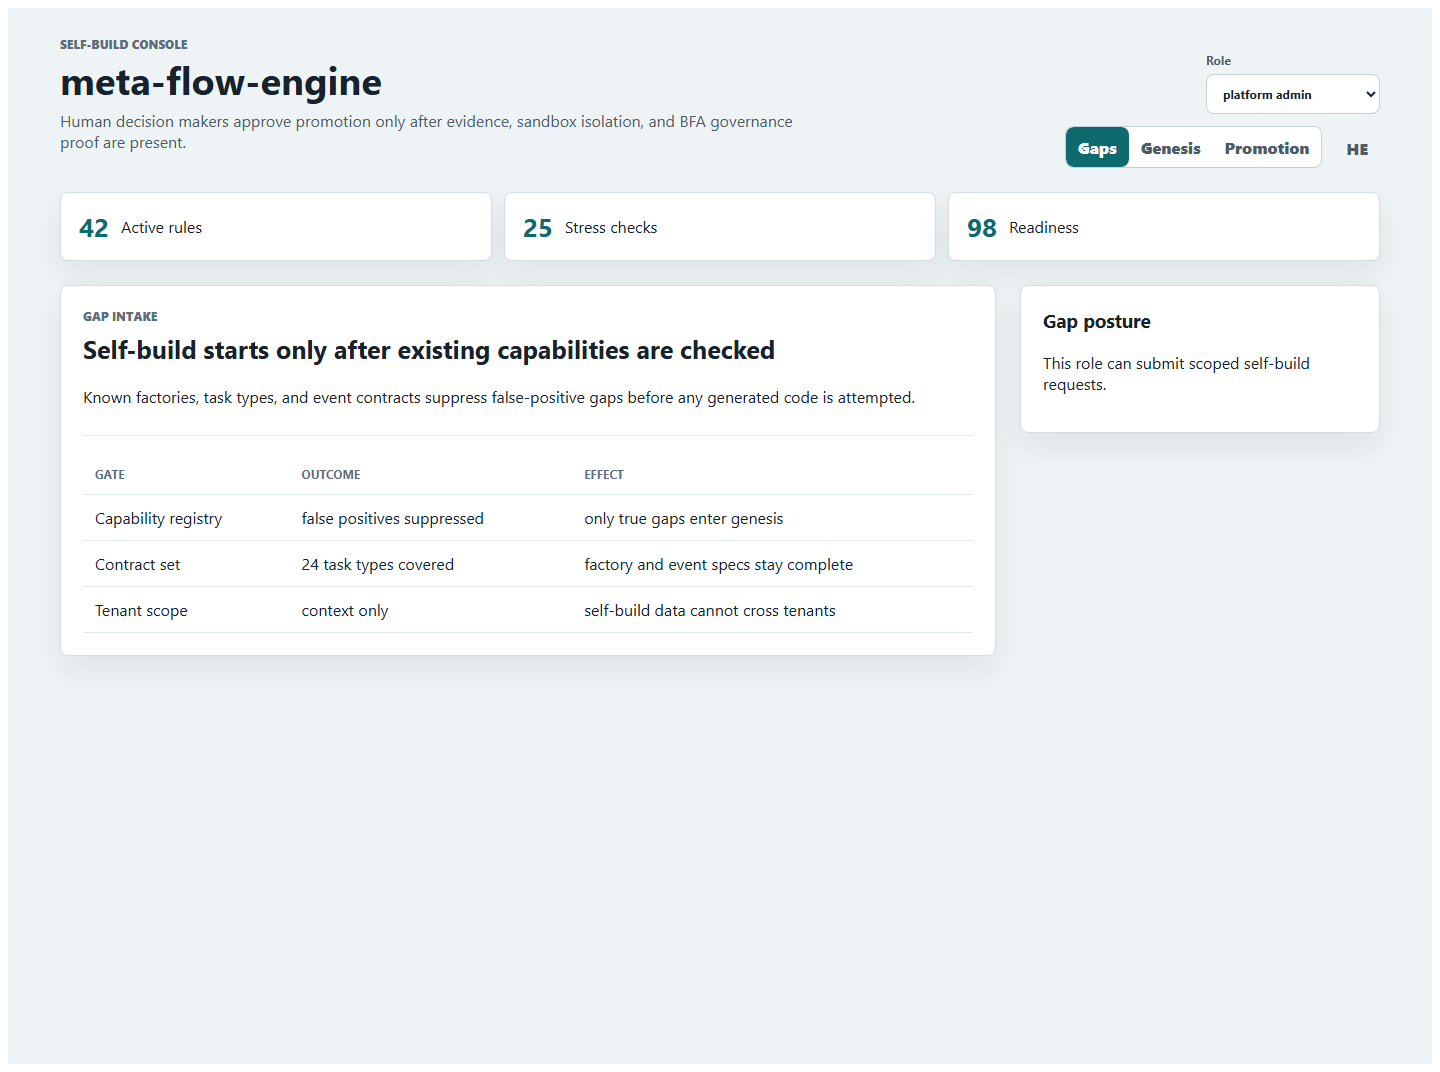 SELF-BUILD CONSOLE
meta-flow-engine
Human decision makers approve promotion only after evidence, sandbox isolation, and BFA governance
proof are present.
Role
platform admin
Gaps Genesis Promotion HE
42 Active rules
25 Stress checks
98 Readiness
GAP INTAKE
Self-build starts only after existing capabilities are checked
Known factories, task types, and event contracts suppress false-positive gaps before any generated code is attempted.
GATE OUTCOME EFFECT
Capability registry false positives suppressed only true gaps enter genesis
Contract set 24 task types covered factory and event specs stay complete
Tenant scope context only self-build data cannot cross tenants
Gap posture
This role can submit scoped self-build
requests.